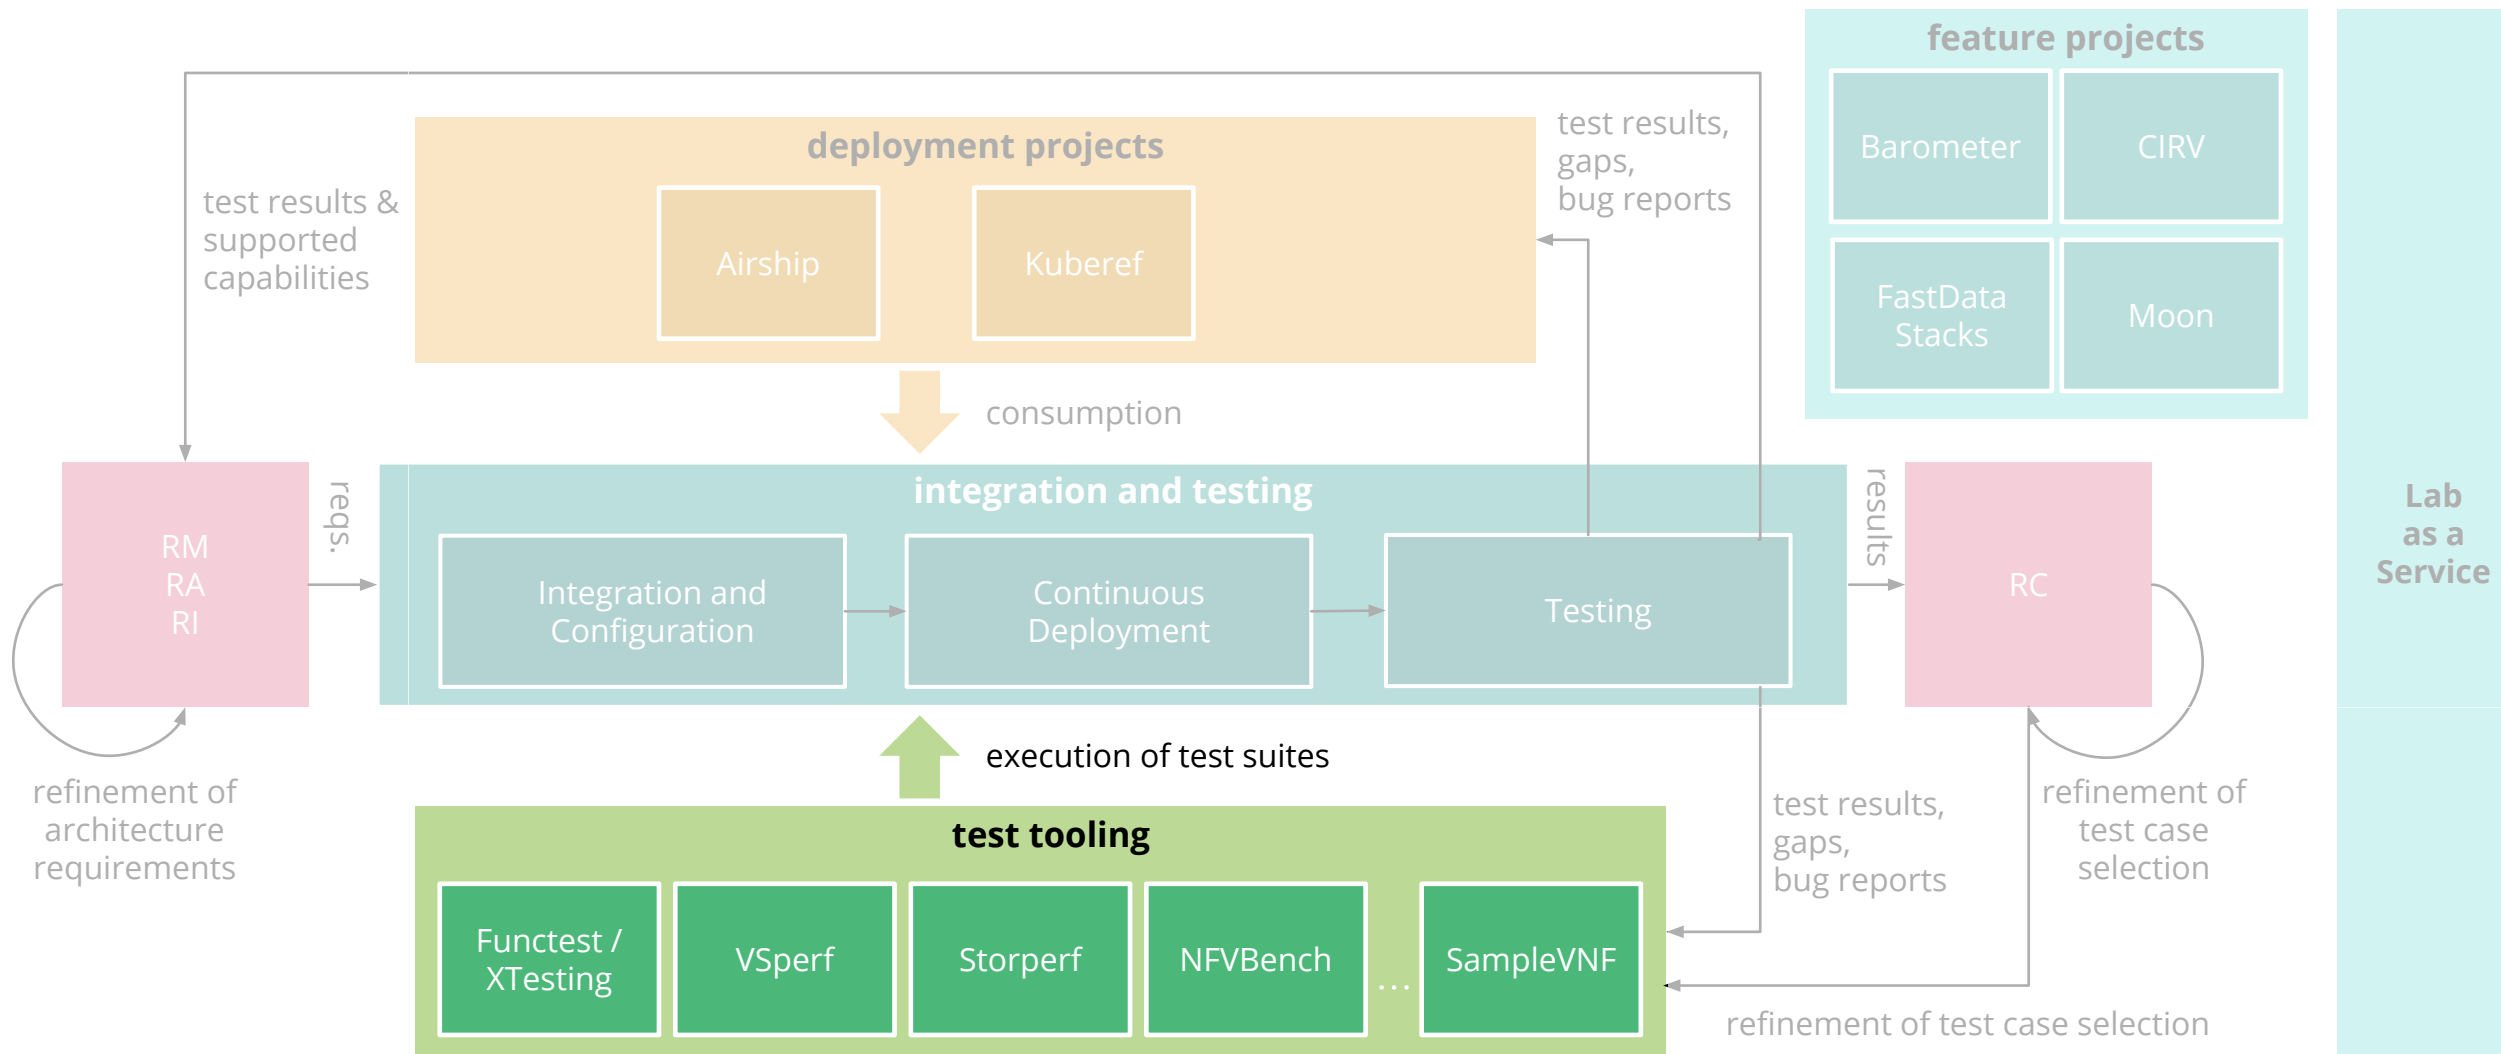 feature projects
Barometer
CIRV
FastData
Stacks
Moon
deployment projects
Airship
Kuberef
test results,
gaps,
bug reports
test results &
supported
capabilities
consumption
RM
RA
RI
reqs.
integration and testing
Integration and
Configuration
Continuous
Deployment
Testing
results
RC
Lab
as a
Service
refinement of
architecture
requirements
execution of test suites
test tooling
Functest /
XTesting
VSperf
Storperf
NFVBench
...
SampleVNF
test results,
gaps,
bug reports
refinement of
test case
selection
refinement of test case selection